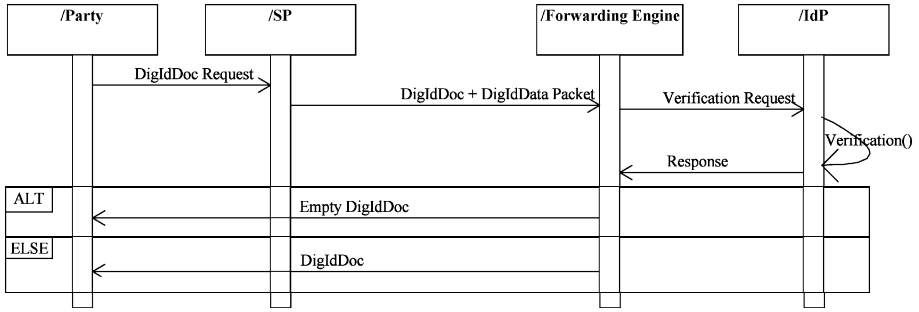 /Party
/SP
/Forwarding Engine
/IdP
DigIdDoc Request
DigIdDoc + DigIdData Packet
Verification Request
Verification()
Response
ALT
Empty DigIdDoc
ELSE
DigIdDoc